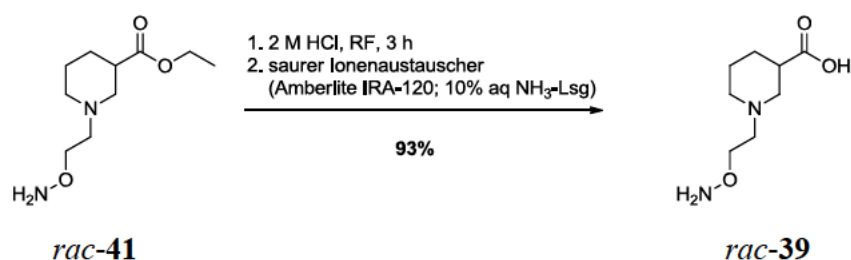 O
O
N
O
H₂N
rac-41
1. 2 M HCl, RF, 3 h
2. saurer Ionenaustauscher
(Amberlite IRA-120; 10% aq NH₃-Lsg)
93%
O
OH
N
O
H₂N
rac-39